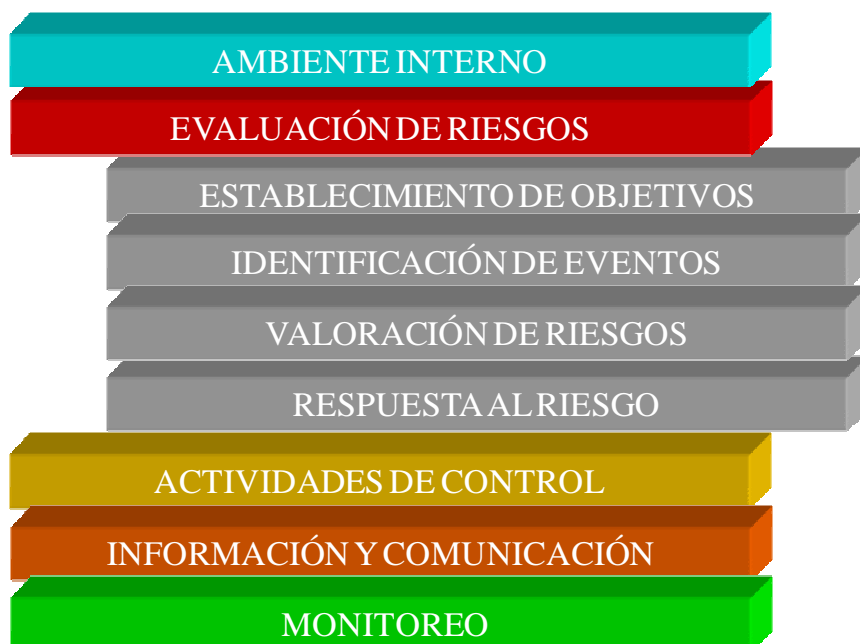 AMBIENTE INTERNO
EVALUACIÓN DE RIESGOS
ESTABLECIMIENTO DE OBJETIVOS
IDENTIFICACIÓN DE EVENTOS
VALORACIÓN DE RIESGOS
RESPUESTA AL RIESGO
ACTIVIDADES DE CONTROL
INFORMACIÓN Y COMUNICACIÓN
MONITOREO